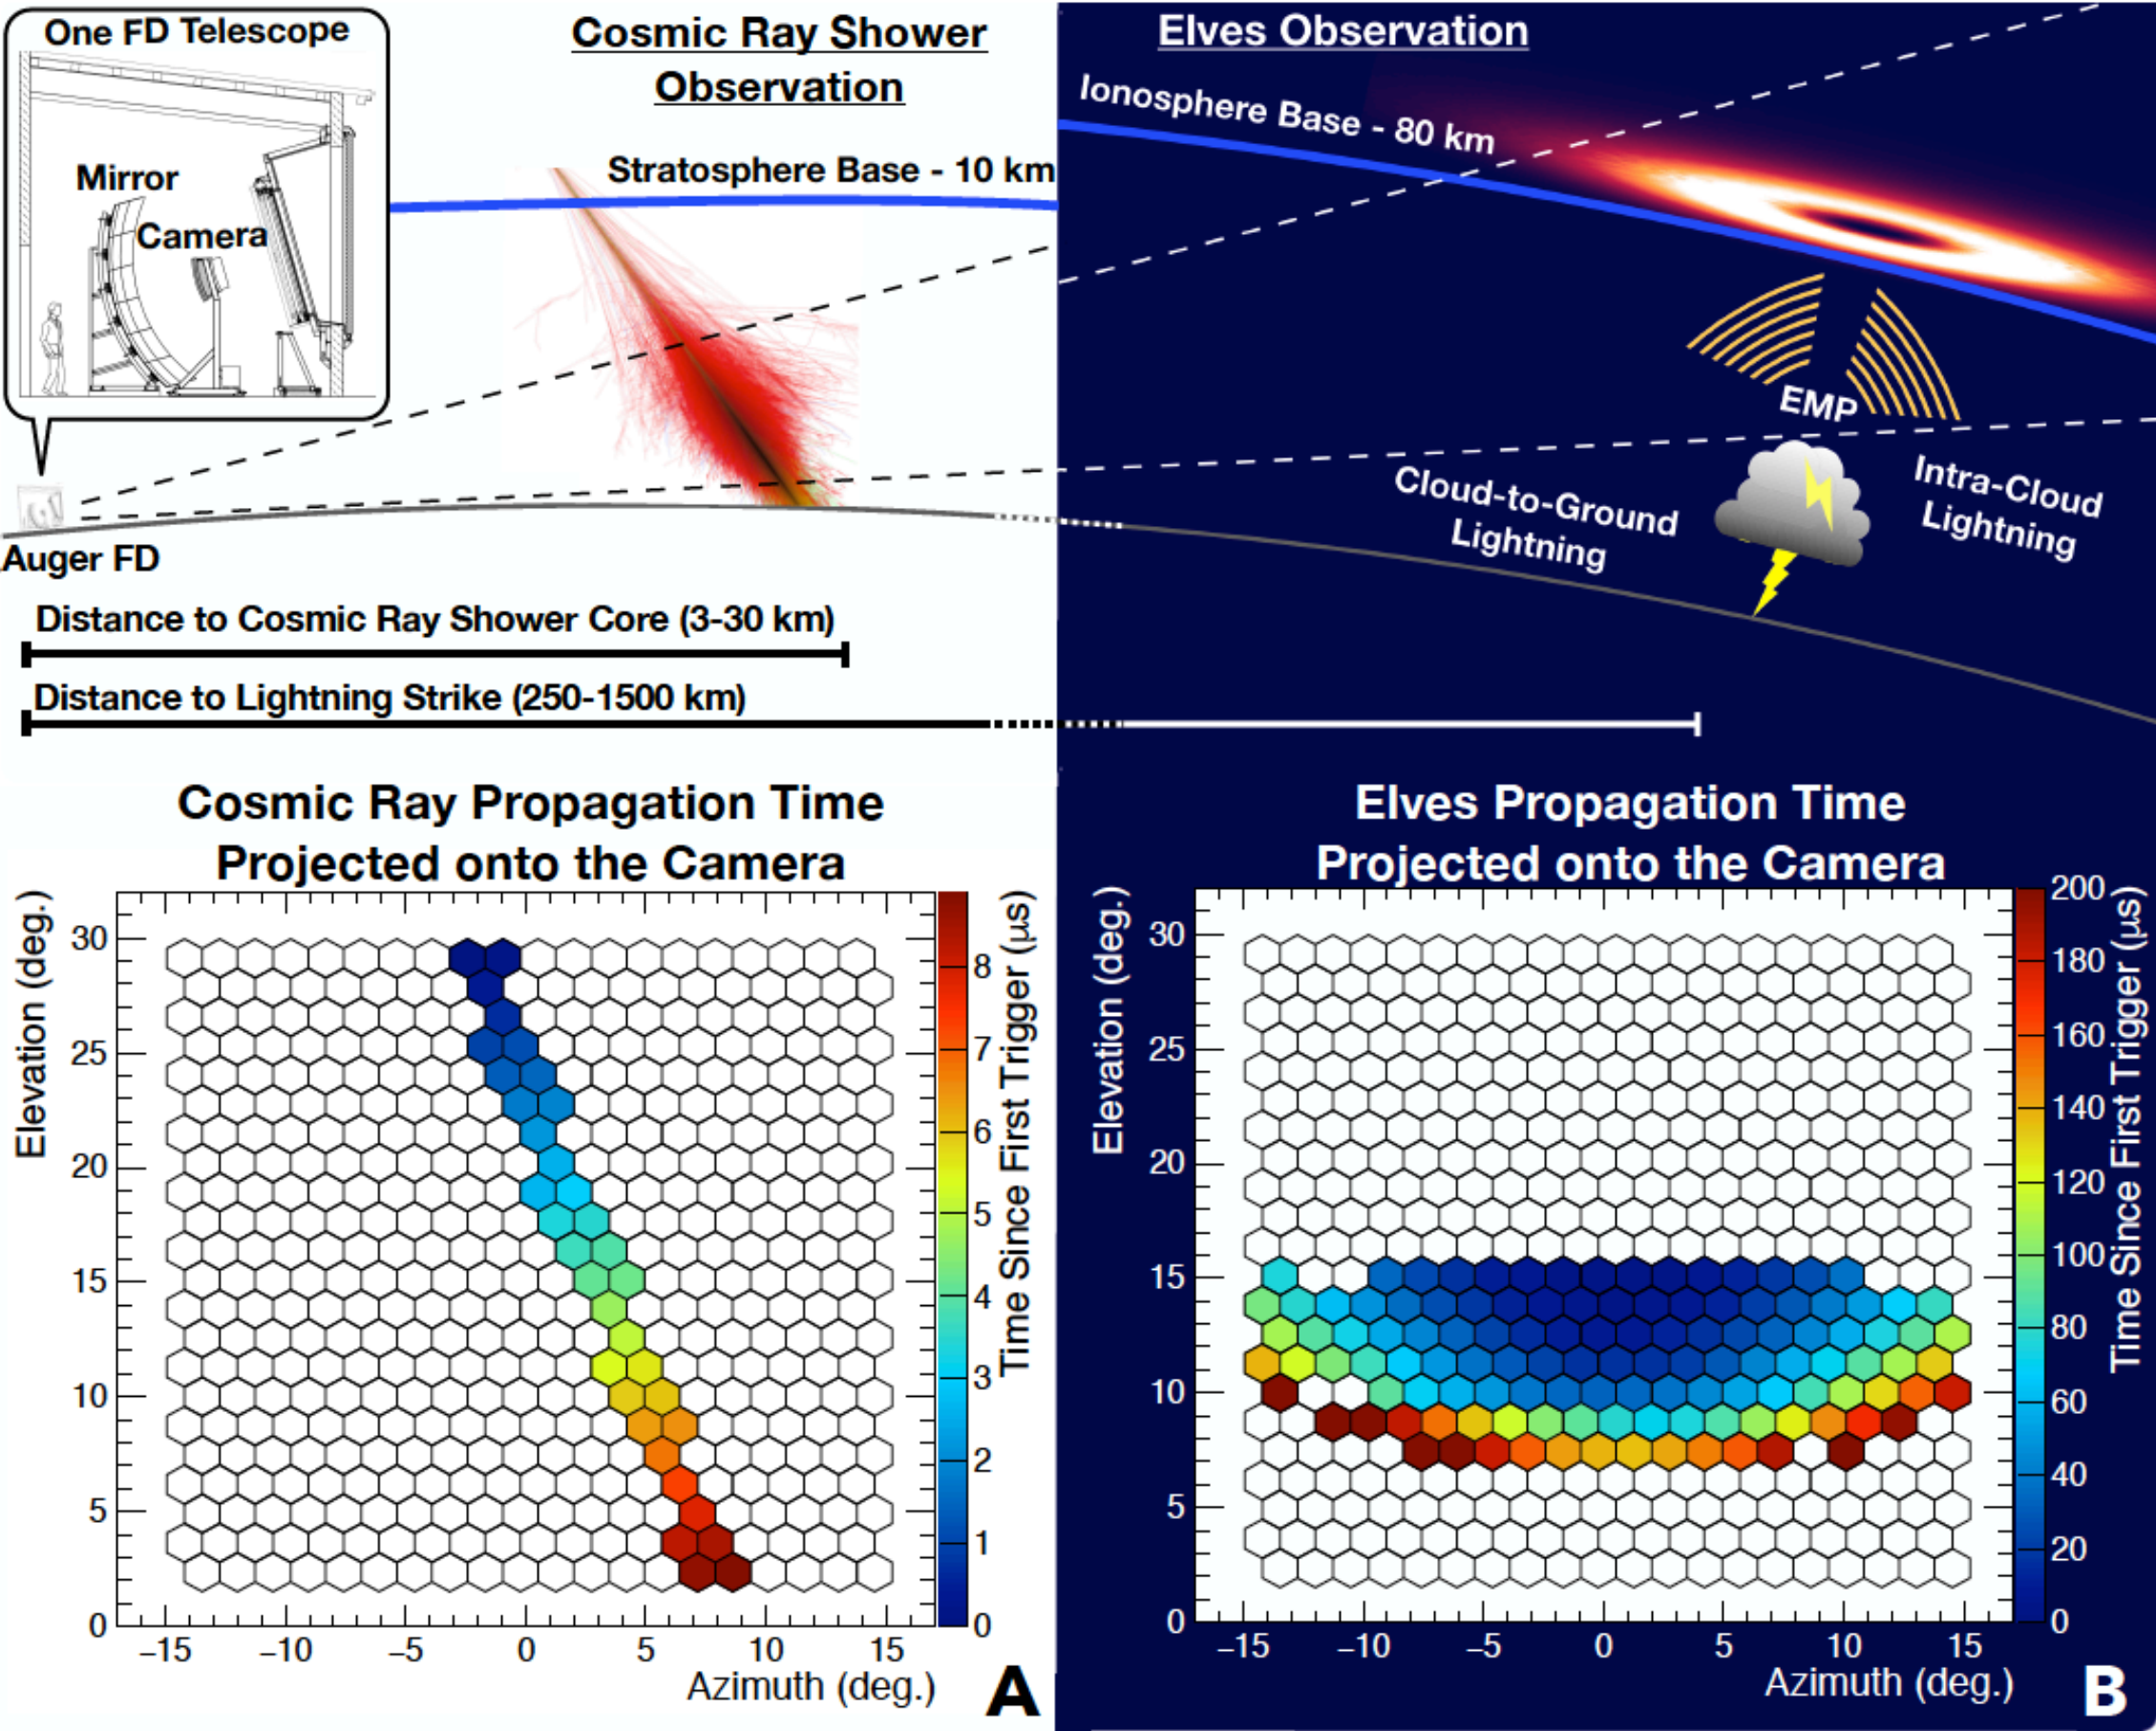 One FD Telescope
Mirror
Camera
Cosmic Ray Shower
Observation
Stratosphere Base - 10 km
Auger FD
Distance to Cosmic Ray Shower Core (3-30 km)
Distance to Lightning Strike (250-1500 km)
Elves Observation
Ionosphere Base - 80 km
EMP
Cloud-to-Ground
Lightning
Intra-Cloud
Lightning
Cosmic Ray Propagation Time
Projected onto the Camera
Elevation (deg.)
30
25
20
15
10
5
0
−15 −10 −5 0 5 10 15
Azimuth (deg.)
8
7
6
5
4
3
2
1
0
Time Since First Trigger (μs)
A
Elves Propagation Time
Projected onto the Camera
Elevation (deg.)
30
25
20
15
10
5
0
−15 −10 −5 0 5 10 15
Azimuth (deg.)
200
180
160
140
120
100
80
60
40
20
0
Time Since First Trigger (μs)
B